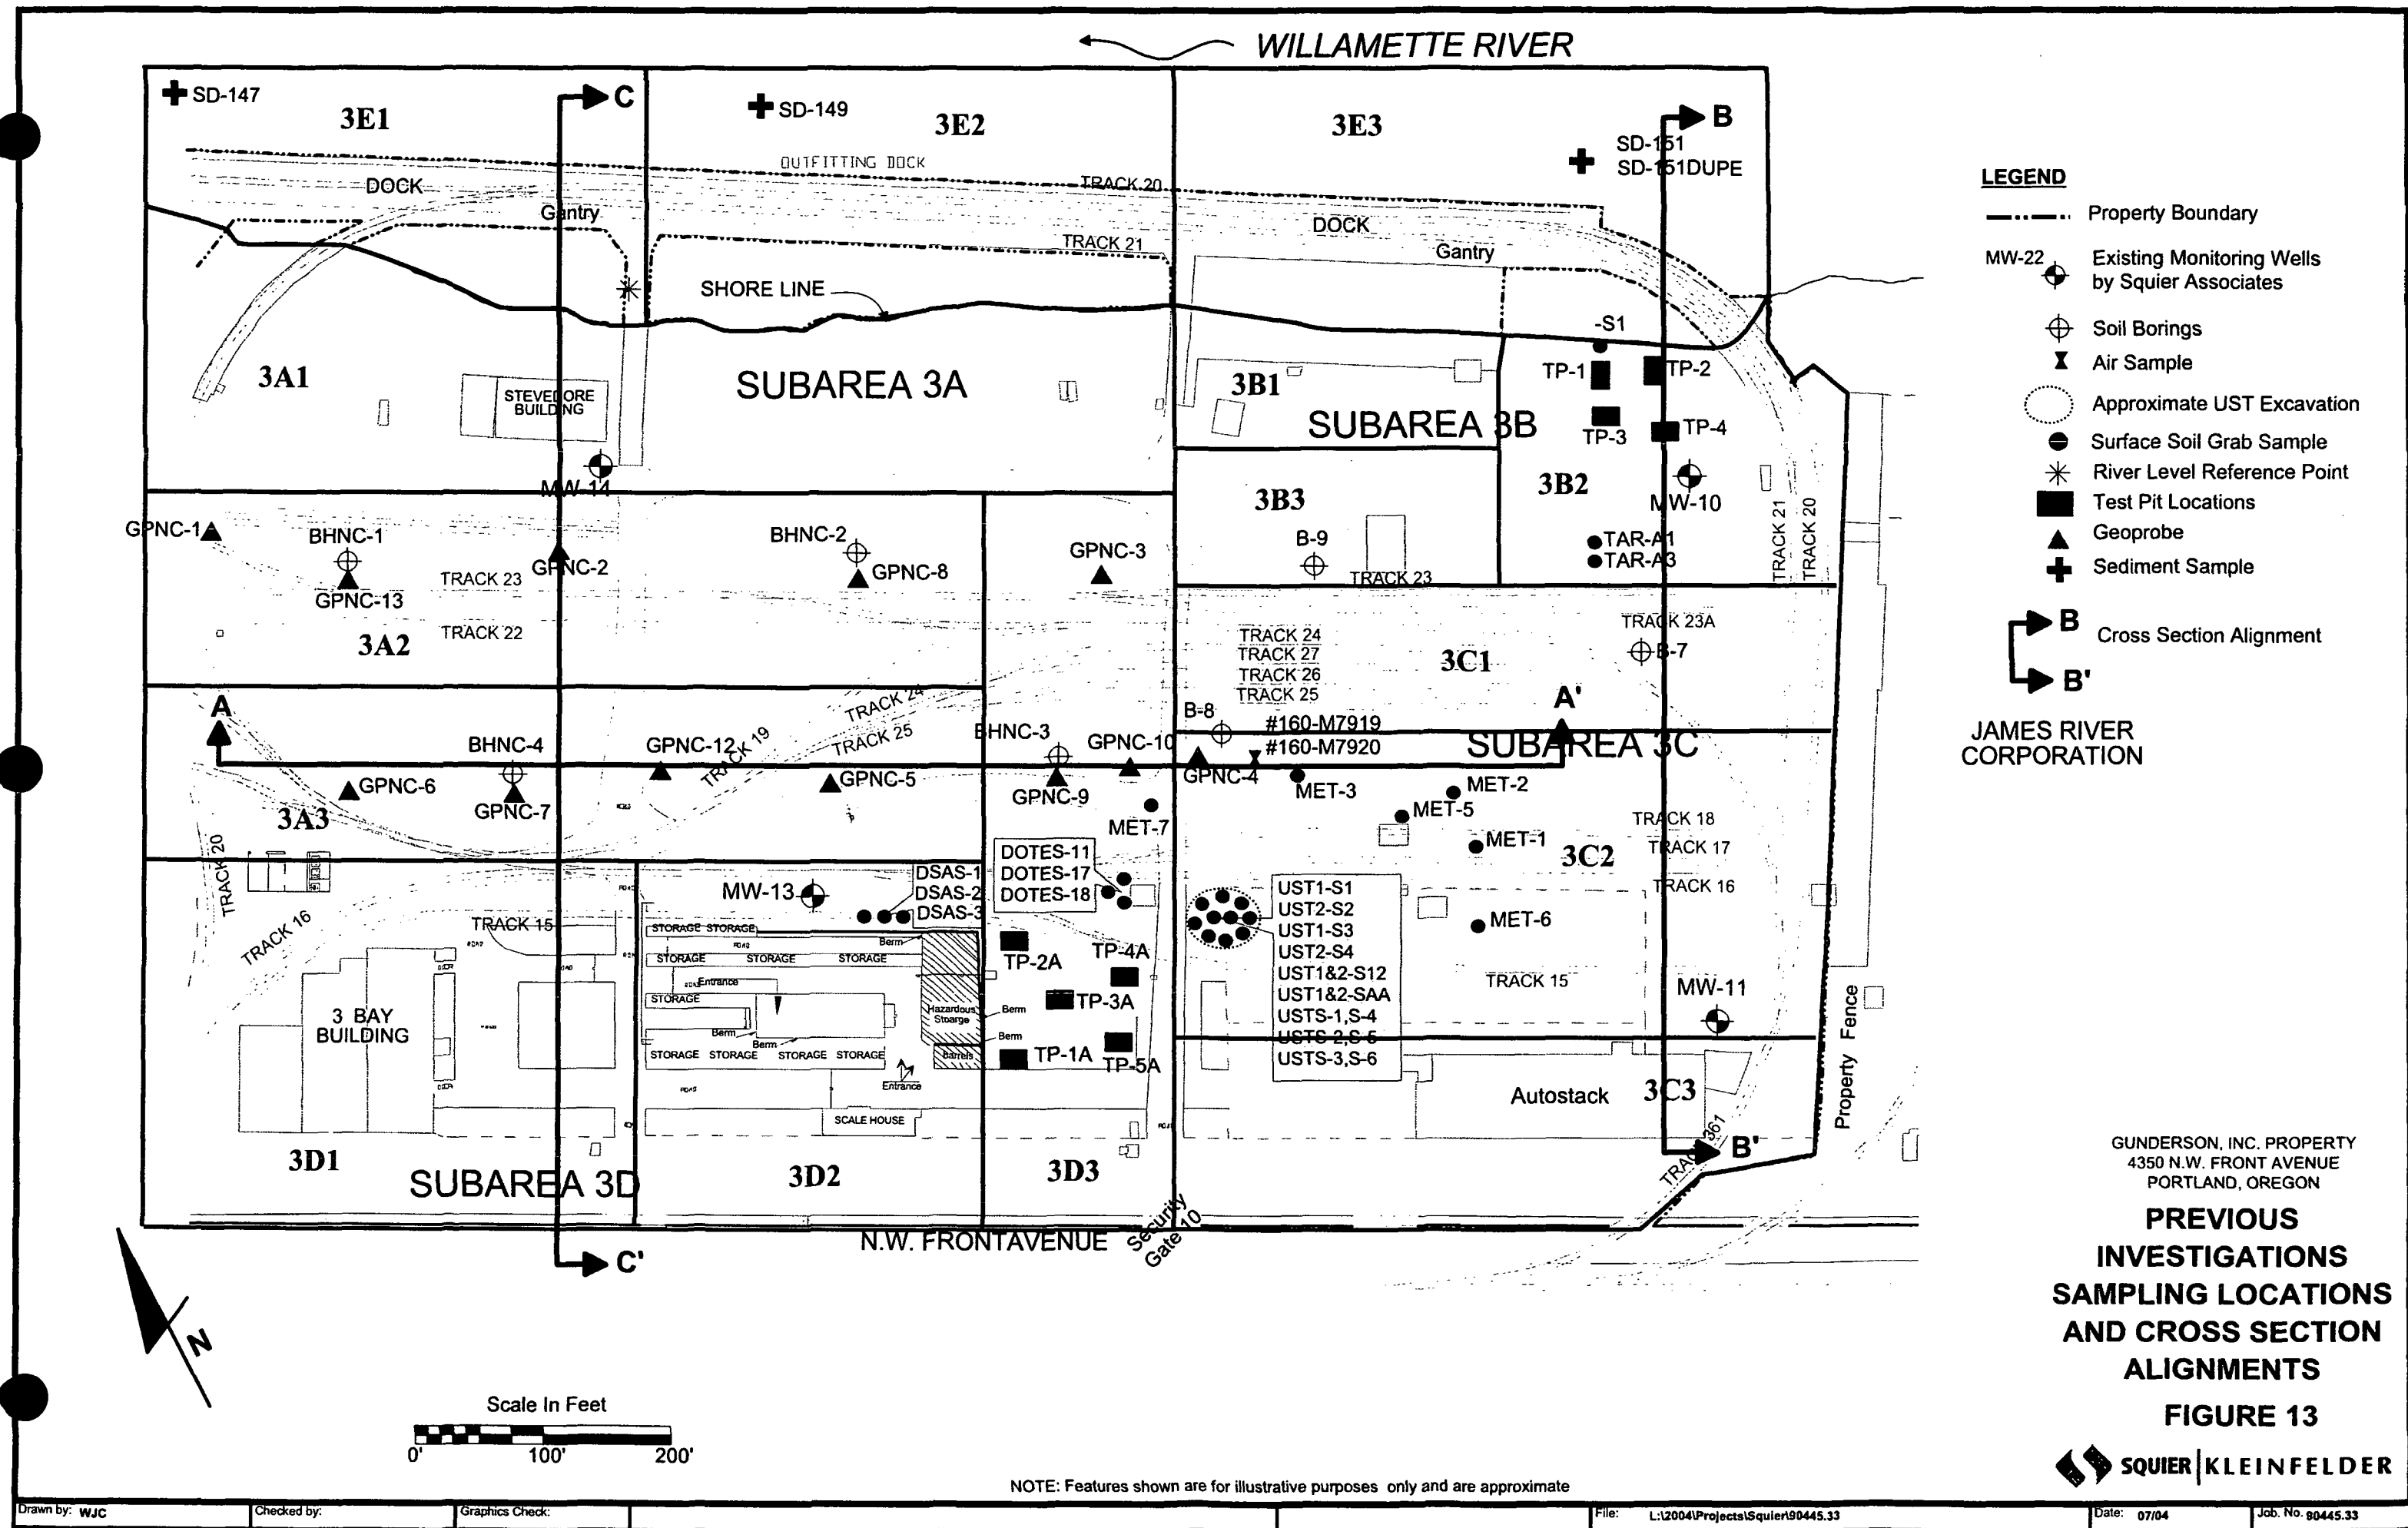 WILLAMETTE RIVER
SD-147
3E1
C
SD-149
3E2
3E3
B
SD-151
SD-151DUPE
OUTFITTING DOCK
DOCK
TRACK 20
Gantry
DOCK
TRACK 21
Gantry
SHORE LINE
-S1
3A1
STEVEDORE
BUILDING
SUBAREA 3A
3B1
SUBAREA 3B
TP-1
TP-2
TP-3
TP-4
MW-14
3B3
3B2
MW-10
GPNC-1
BHNC-1
GPNC-13
TRACK 23
GPNC-2
BHNC-2
GPNC-8
GPNC-3
B-9
TRACK 23
TAR-A1
TAR-A3
TRACK 21
TRACK 20
3A2
TRACK 22
TRACK 24
TRACK 27
TRACK 26
TRACK 25
3C1
TRACK 23A
B-7
A
A'
TRACK 24
TRACK 25
TRACK 19
BHNC-4
GPNC-12
BHNC-3
GPNC-10
B-8
#160-M7919
#160-M7920
SUBAREA 3C
GPNC-6
GPNC-7
GPNC-5
GPNC-9
GPNC-4
MET-3
MET-2
MET-5
MET-7
MET-1
3A3
3C2
TRACK 18
TRACK 17
TRACK 16
TRACK 20
TRACK 16
TRACK 15
MW-13
DSAS-1
DSAS-2
DSAS-3
DOTES-11
DOTES-17
DOTES-18
UST1-S1
UST2-S2
UST1-S3
UST2-S4
UST1&2-S12
UST1&2-SAA
USTS-1,S-4
USTS-2,S-5
USTS-3,S-6
MET-6
TRACK 15
MW-11
STORAGE STORAGE
Berm
ROAD
STORAGE STORAGE STORAGE
ROAD
Entrance
STORAGE
Berm
Berm
STORAGE STORAGE STORAGE STORAGE
Hazardous
Stoarge
Barrels
Berm
Berm
Entrance
SCALE HOUSE
ROAD
TP-2A
TP-4A
TP-3A
TP-1A
TP-5A
3 BAY
BUILDING
DOOR
DOOR
Autostack
3C3
Property Fence
TRACK 361
B'
3D1
SUBAREA 3D
3D2
3D3
Security
Gate 10
N.W. FRONTAVENUE
C'
N
Scale In Feet
0' 100' 200'
NOTE: Features shown are for illustrative purposes only and are approximate
LEGEND
Property Boundary
MW-22
Existing Monitoring Wells
by Squier Associates
Soil Borings
Air Sample
Approximate UST Excavation
Surface Soil Grab Sample
River Level Reference Point
Test Pit Locations
Geoprobe
Sediment Sample
B
Cross Section Alignment
B'
JAMES RIVER
CORPORATION
GUNDERSON, INC. PROPERTY
4350 N.W. FRONT AVENUE
PORTLAND, OREGON
PREVIOUS
INVESTIGATIONS
SAMPLING LOCATIONS
AND CROSS SECTION
ALIGNMENTS
FIGURE 13
SQUIER | KLEINFELDER
Drawn by: WJC
Checked by:
Graphics Check:
File: L:\2004\Projects\Squier\90445.33
Date: 07/04
Job. No. 90445.33